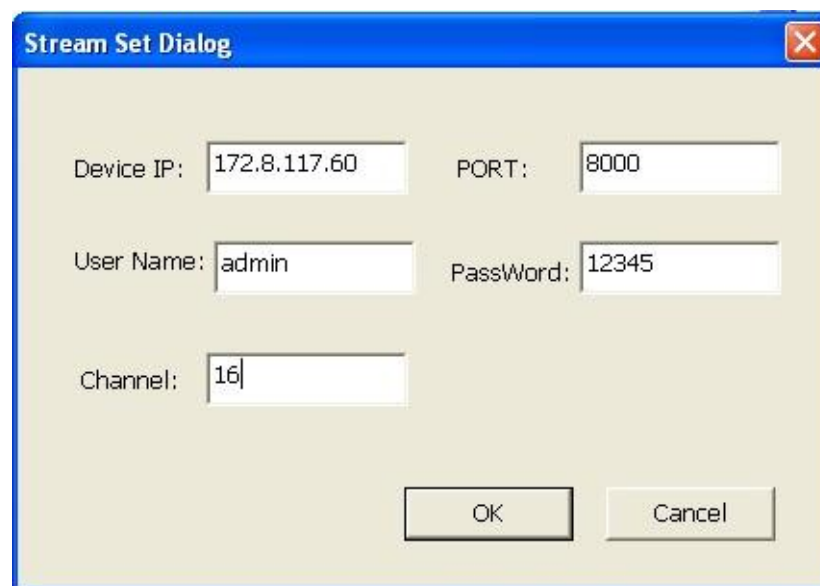 Stream Set Dialog
Device IP: 172.8.117.60 PORT: 8000
User Name: admin PassWord: 12345
Channel: 16
OK Cancel